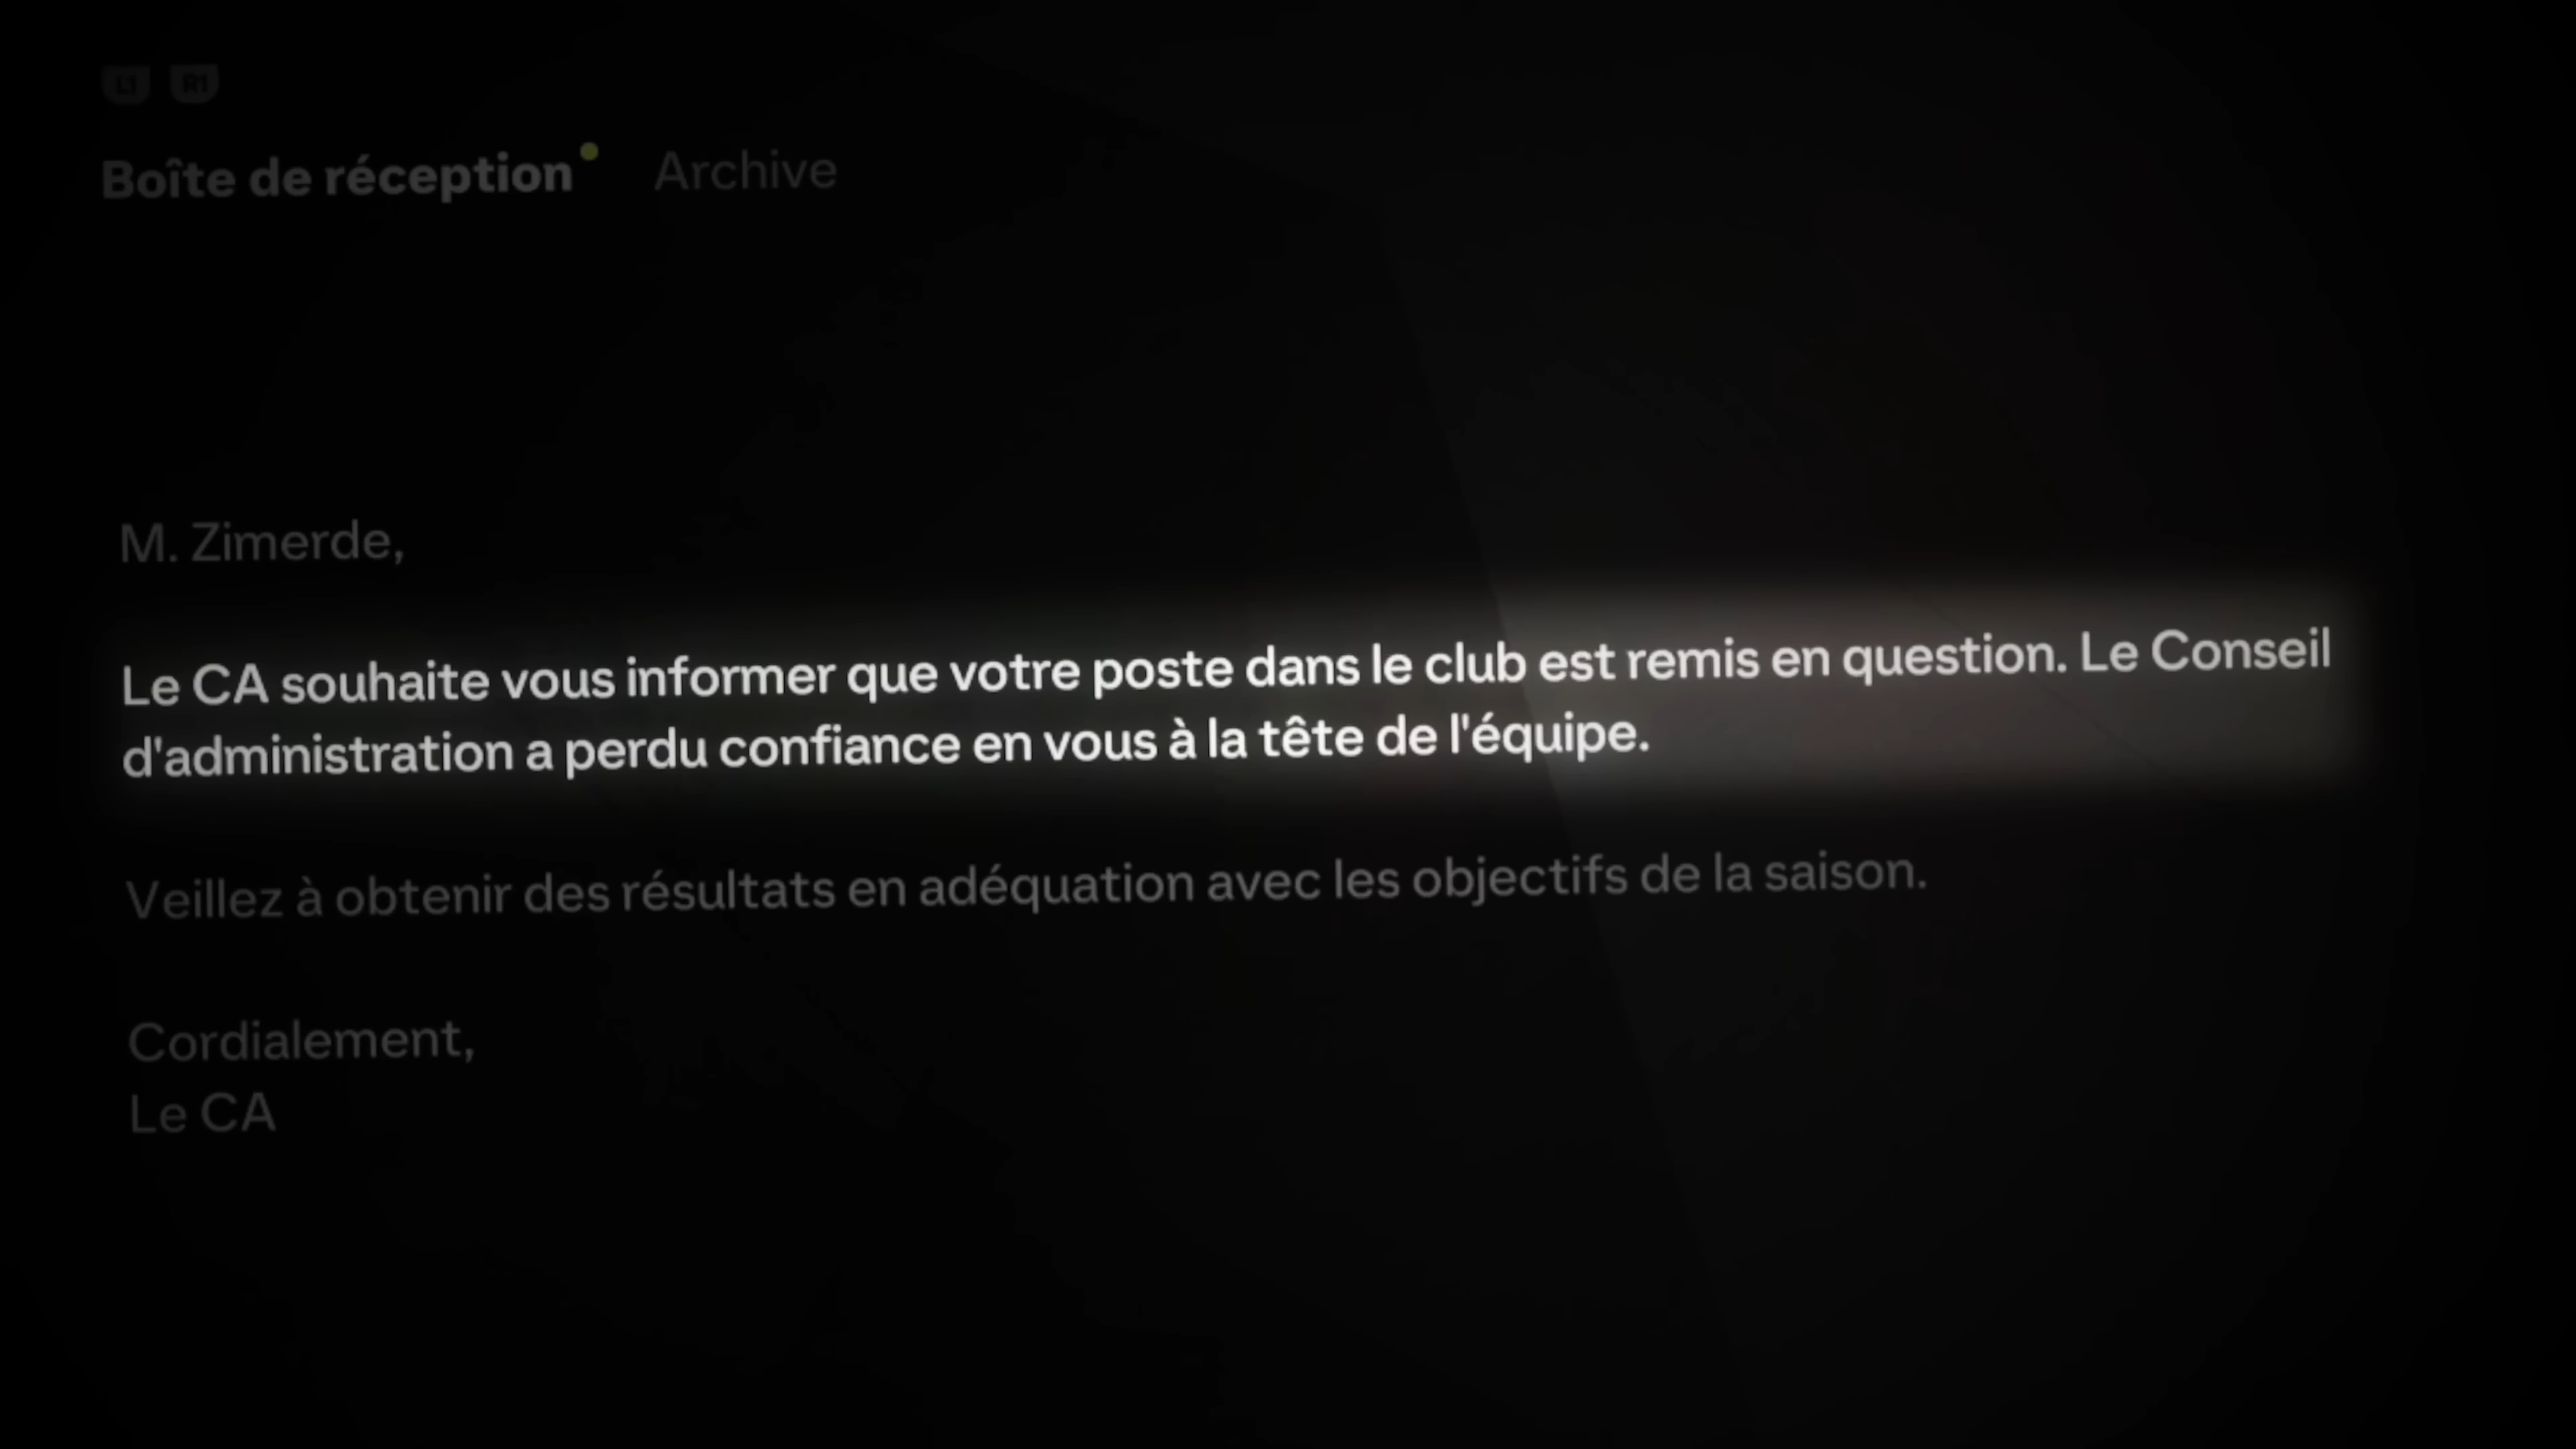 L1 R1
Boîte de réception Archive
M. Zimerde,
Le CA souhaite vous informer que votre poste dans le club est remis en question. Le Conseil
d'administration a perdu confiance en vous à la tête de l'équipe.
Veillez à obtenir des résultats en adéquation avec les objectifs de la saison.
Cordialement,
Le CA